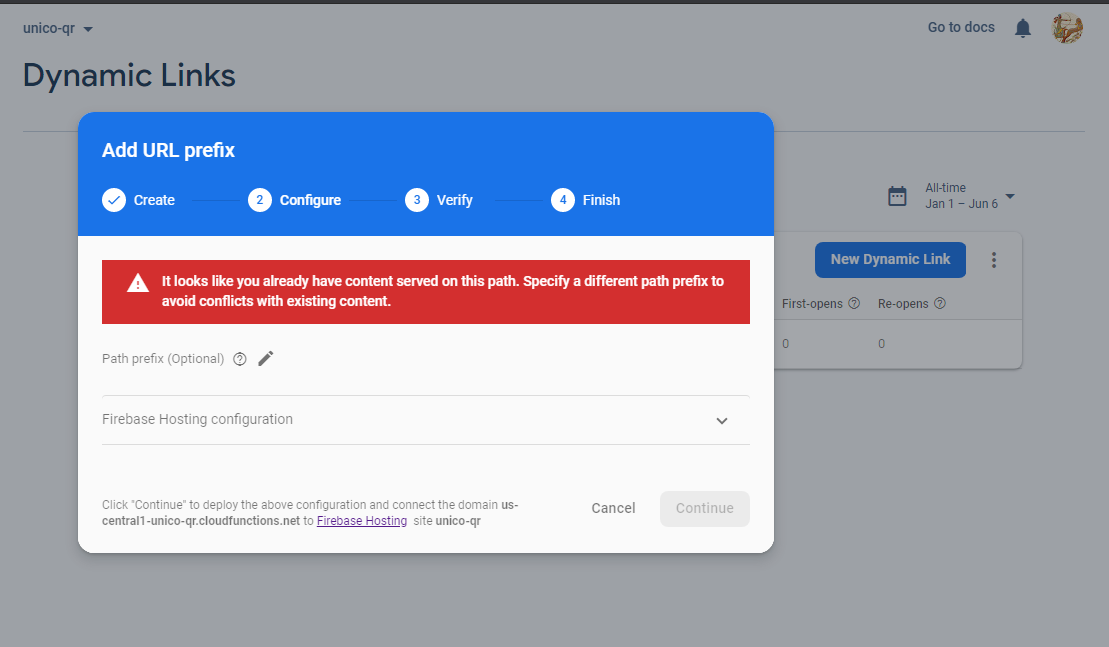 unico-qr
Go to docs
Dynamic Links
Add URL prefix
Create
2 Configure
3 Verify
4 Finish
All-time
Jan 1 – Jun 6
It looks like you already have content served on this path. Specify a different path prefix to
avoid conflicts with existing content.
New Dynamic Link
First-opens
Re-opens
0
0
Path prefix (Optional)
Firebase Hosting configuration
Click "Continue" to deploy the above configuration and connect the domain us-
central1-unico-qr.cloudfunctions.net to Firebase Hosting site unico-qr
Cancel
Continue